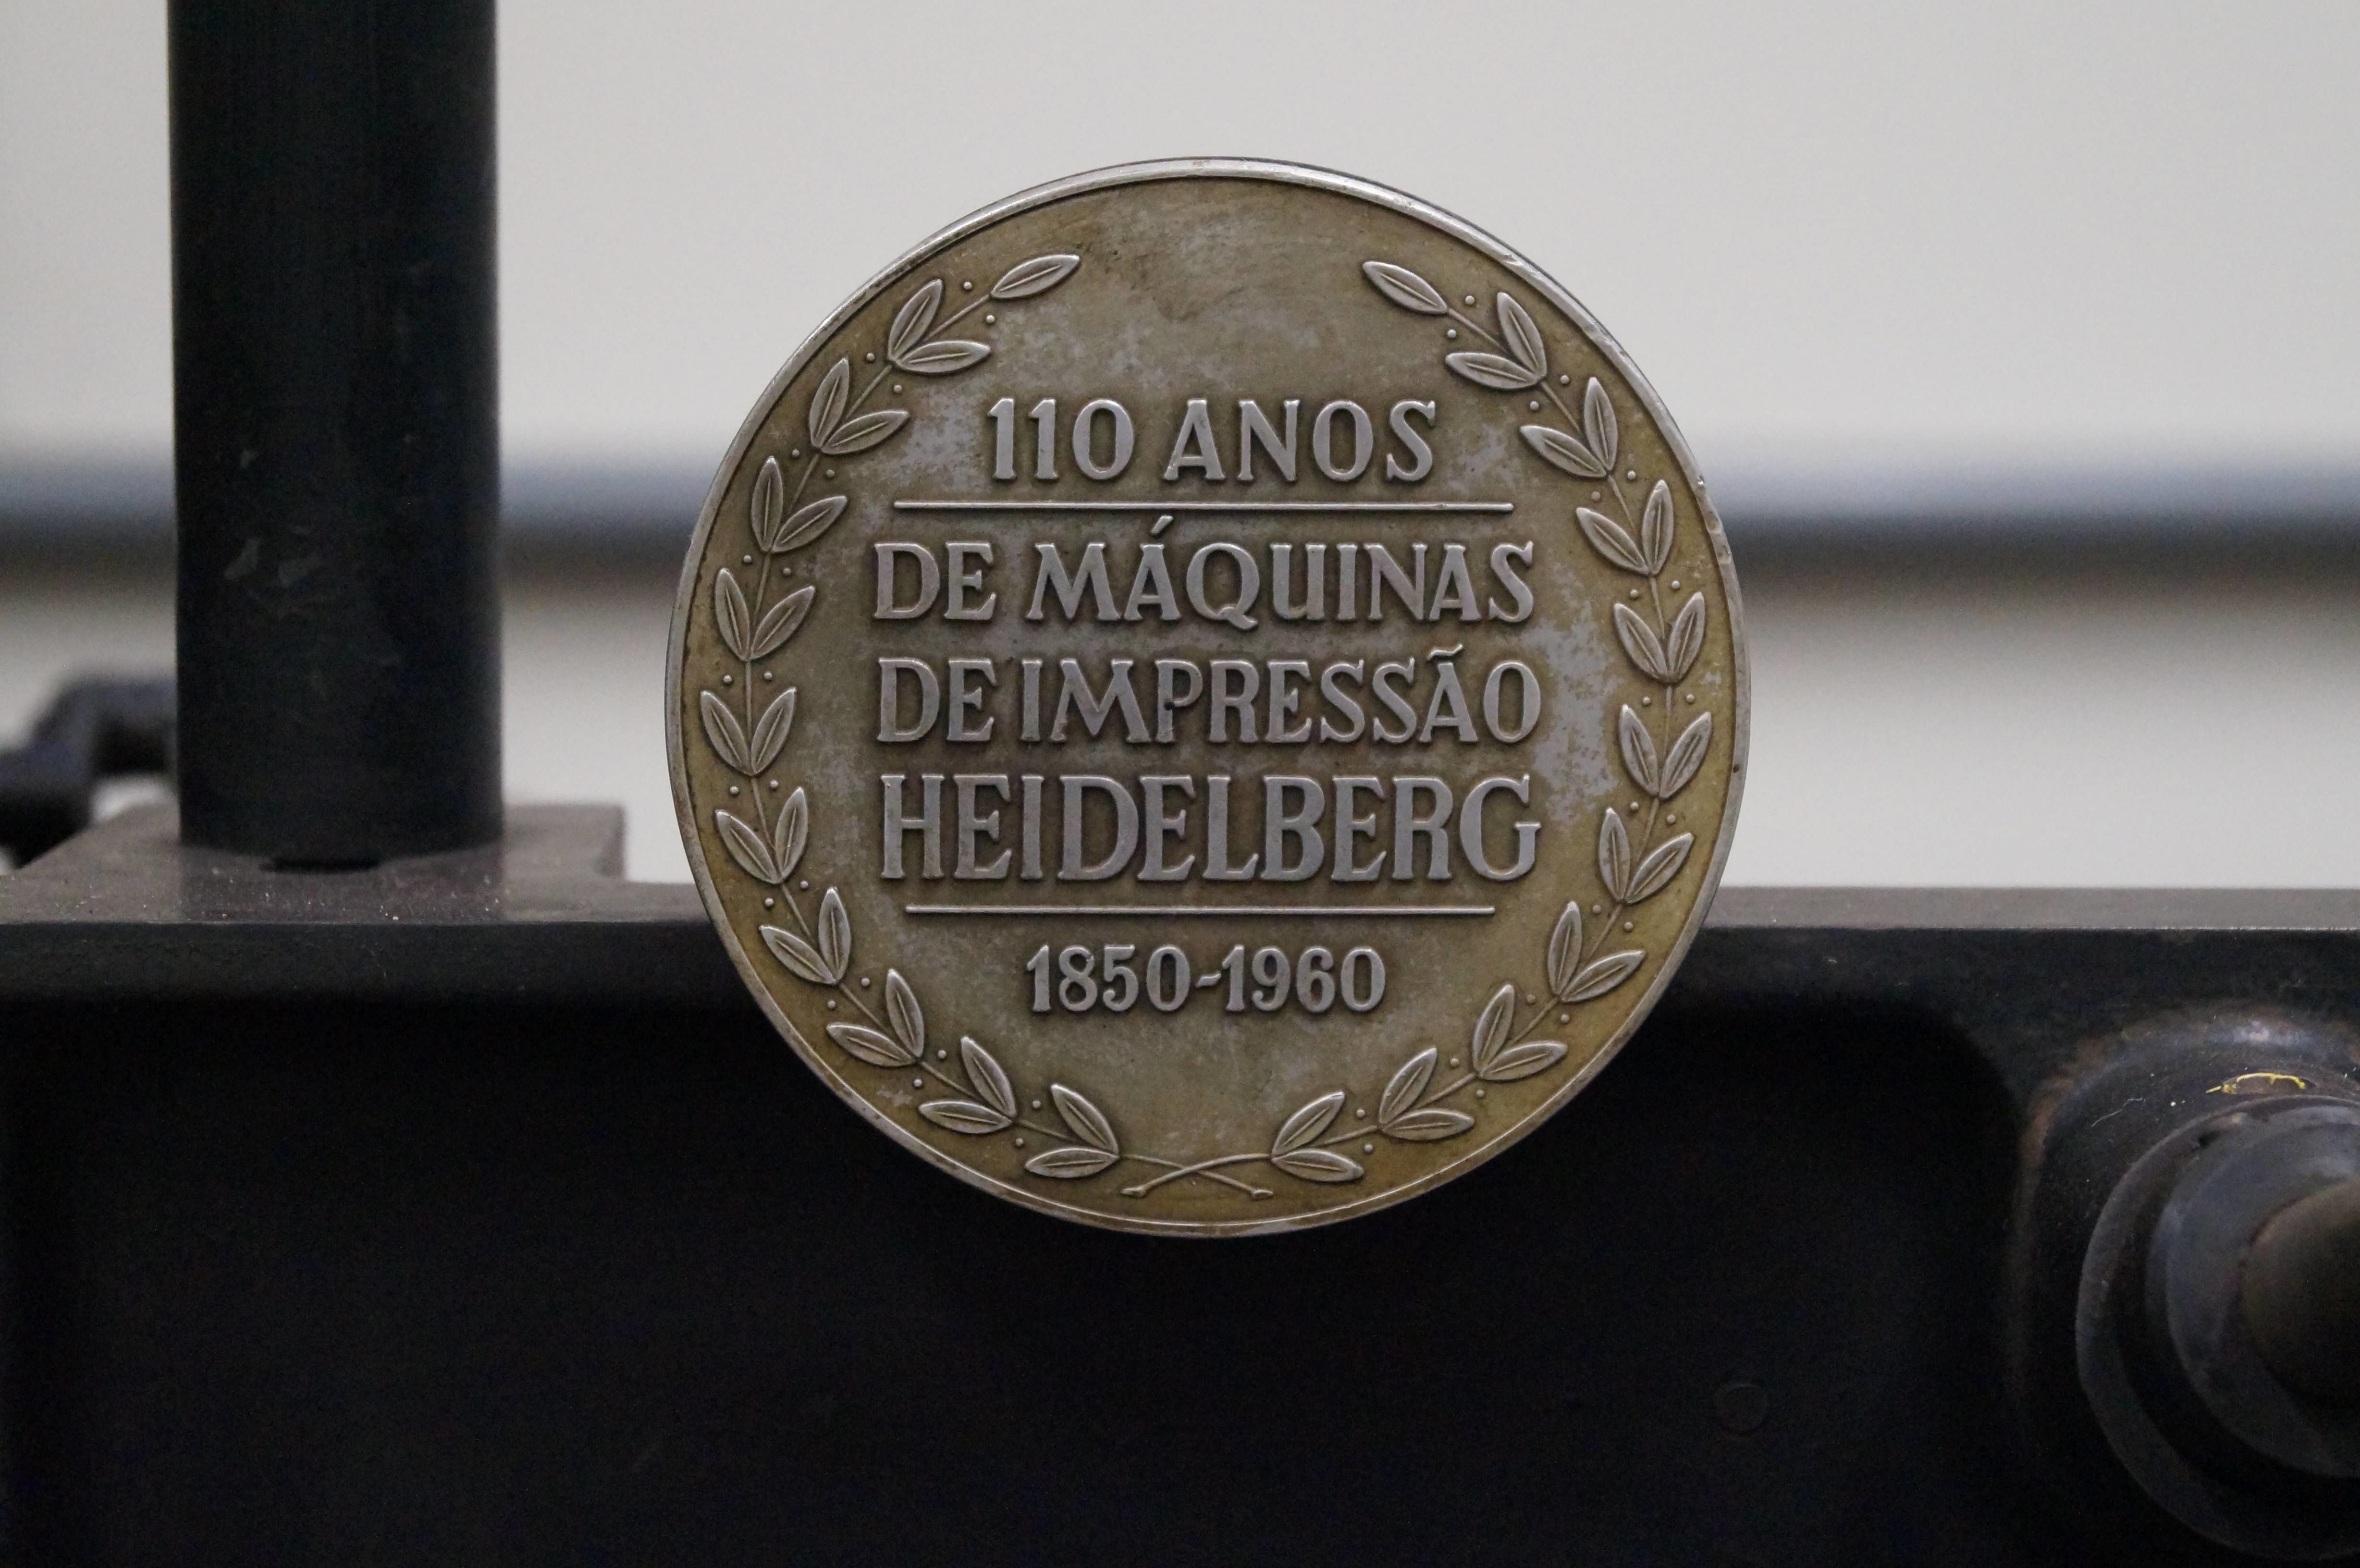 110 ANOS
DE MÁQUINAS
DE IMPRESSÃO
HEIDELBERG
1850-1960